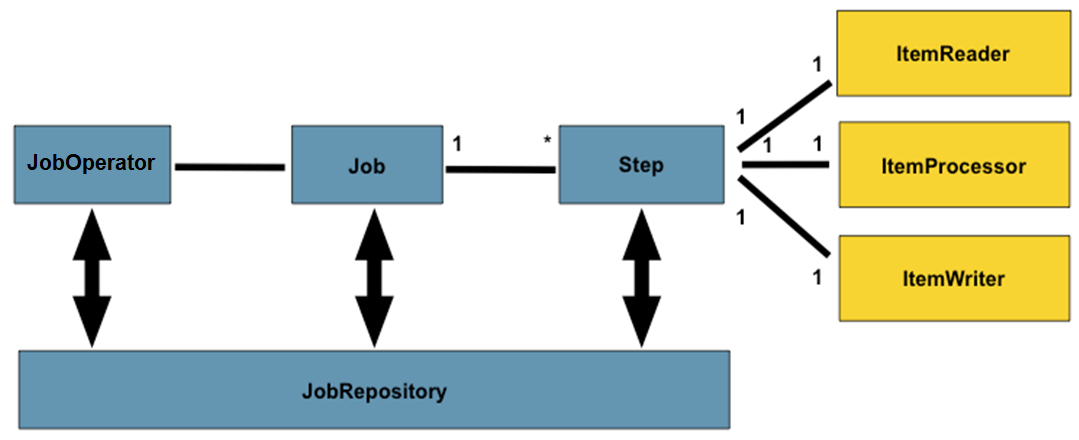 ItemReader
1
1
JobOperator
Job
1
*
Step
1
1
ItemProcessor
1
1
ItemWriter
JobRepository